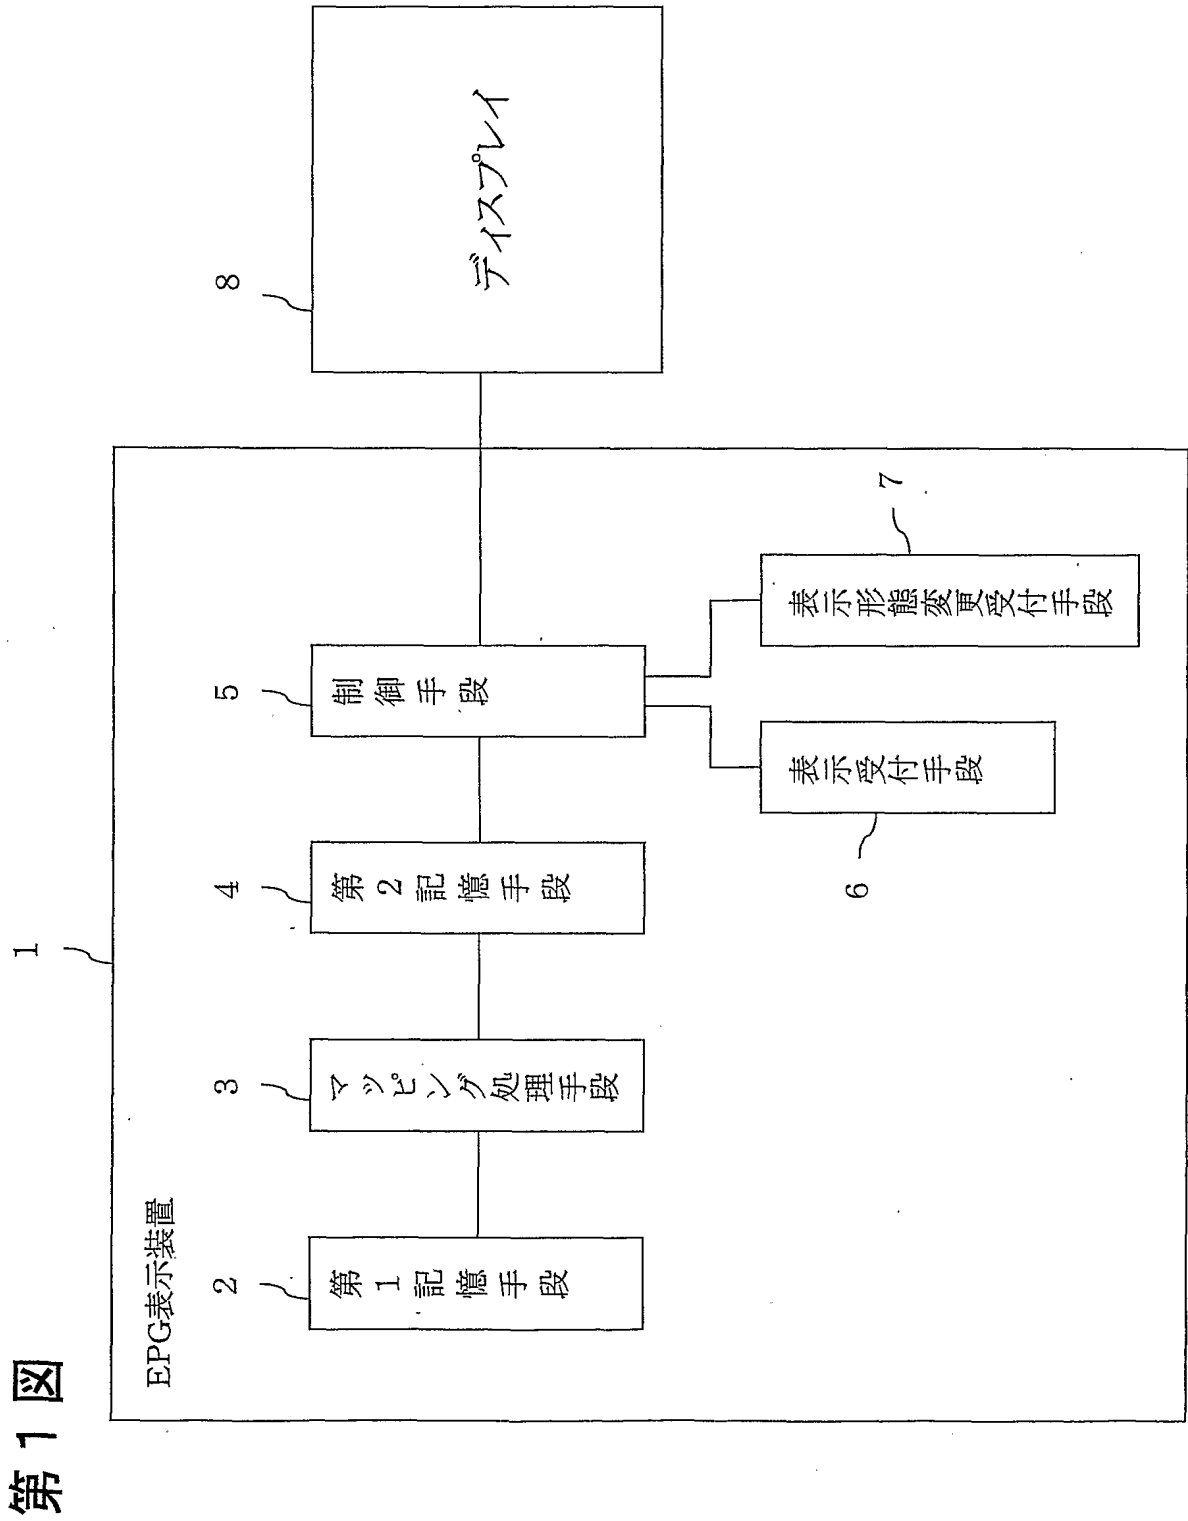 第1図
1
EPG表示装置
2
第1記憶手段
3
マッピング処理手段
4
第2記憶手段
5
制御手段
8
ディスプレイ
6
表示受付手段
7
表示形態変更受付手段